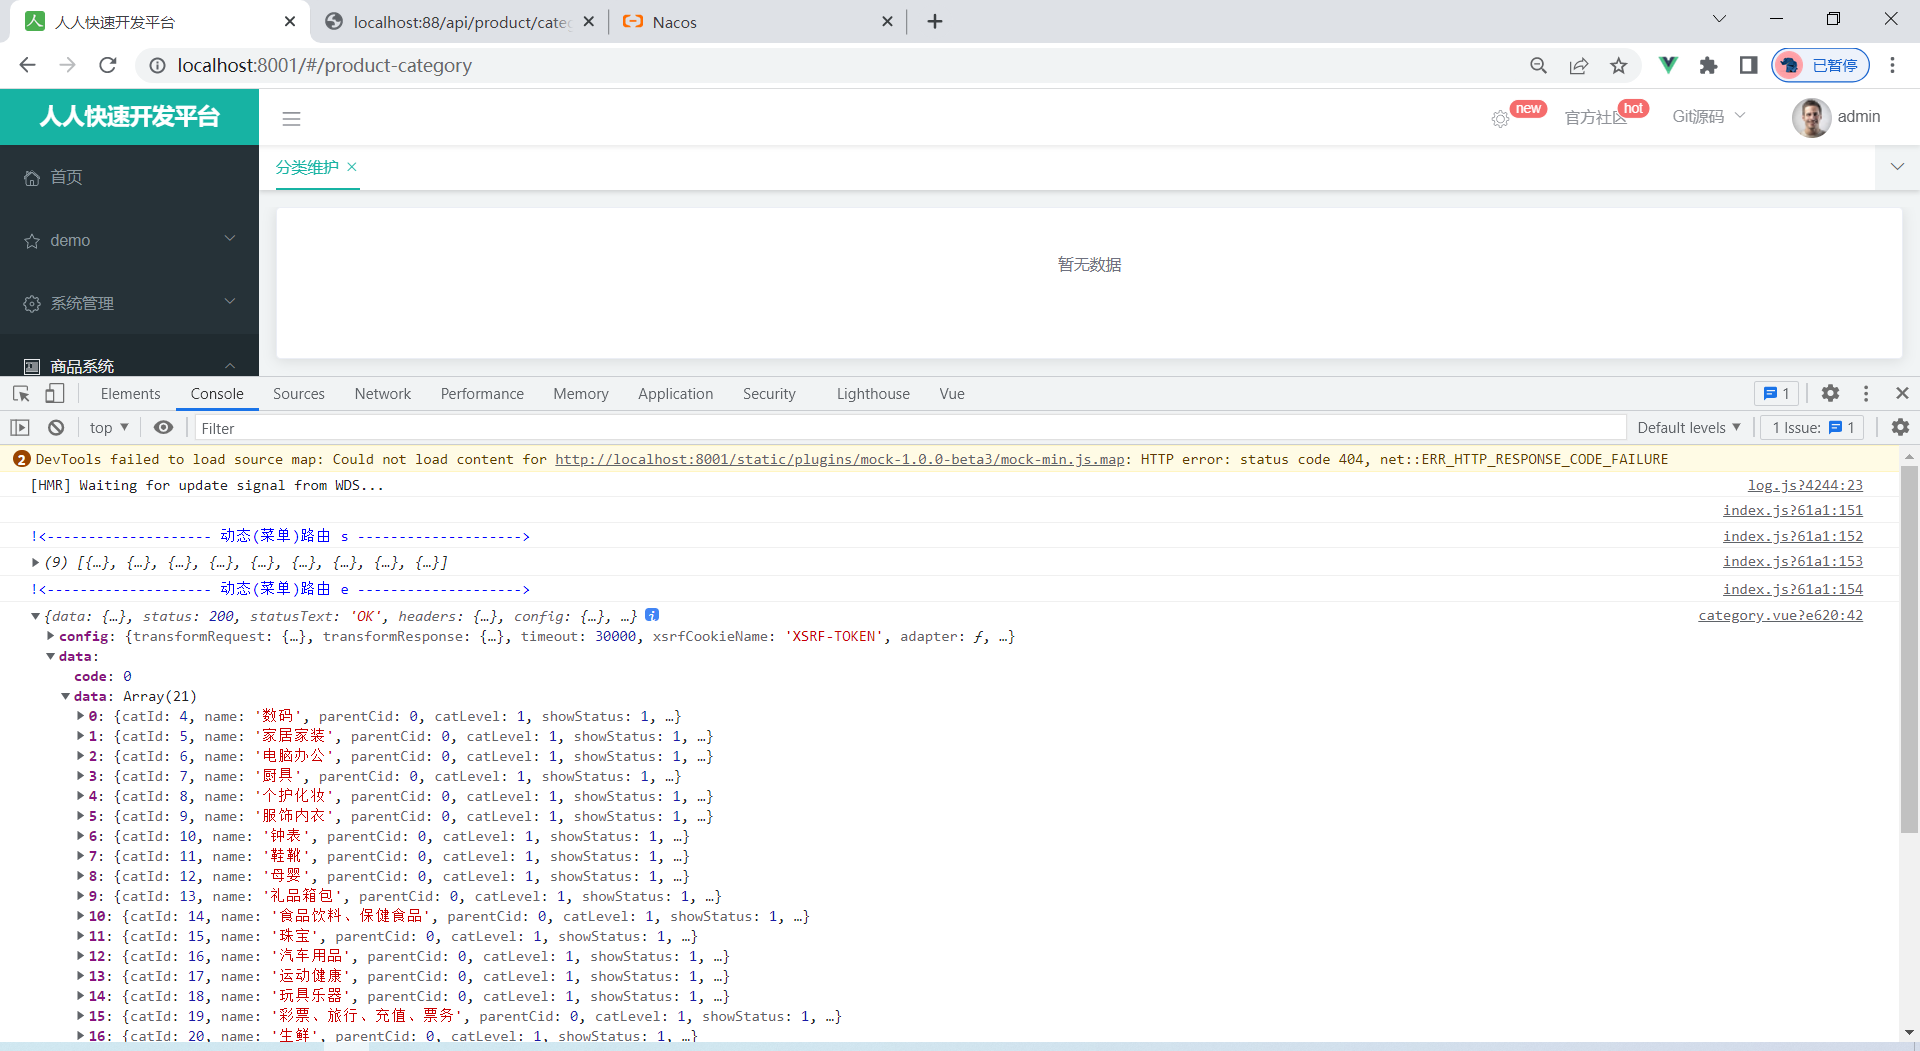 人人快速开发平台
localhost:88/api/product/cate
Nacos
localhost:8001/#/product-category
已暂停
人人快速开发平台
new
官方社区
hot
Git源码
admin
首页
分类维护
demo
暂无数据
系统管理
商品系统
Elements
Console
Sources
Network
Performance
Memory
Application
Security
Lighthouse
Vue
1
top
Filter
Default levels
1 Issue:
1
2
DevTools failed to load source map: Could not load content for http://localhost:8001/static/plugins/mock-1.0.0-beta3/mock-min.js.map: HTTP error: status code 404, net::ERR_HTTP_RESPONSE_CODE_FAILURE
[HMR] Waiting for update signal from WDS...
log.js?4244:23
index.js?61a1:151
!<-------------------- 动态(菜单)路由 s -------------------->
index.js?61a1:152
(9) [{…}, {…}, {…}, {…}, {…}, {…}, {…}, {…}, {…}]
index.js?61a1:153
!<-------------------- 动态(菜单)路由 e -------------------->
index.js?61a1:154
{data: {…}, status: 200, statusText: 'OK', headers: {…}, config: {…}, …}
category.vue?e620:42
config: {transformRequest: {…}, transformResponse: {…}, timeout: 30000, xsrfCookieName: 'XSRF-TOKEN', adapter: ƒ, …}
data:
code: 0
data: Array(21)
0: {catId: 4, name: '数码', parentCid: 0, catLevel: 1, showStatus: 1, …}
1: {catId: 5, name: '家居家装', parentCid: 0, catLevel: 1, showStatus: 1, …}
2: {catId: 6, name: '电脑办公', parentCid: 0, catLevel: 1, showStatus: 1, …}
3: {catId: 7, name: '厨具', parentCid: 0, catLevel: 1, showStatus: 1, …}
4: {catId: 8, name: '个护化妆', parentCid: 0, catLevel: 1, showStatus: 1, …}
5: {catId: 9, name: '服饰内衣', parentCid: 0, catLevel: 1, showStatus: 1, …}
6: {catId: 10, name: '钟表', parentCid: 0, catLevel: 1, showStatus: 1, …}
7: {catId: 11, name: '鞋靴', parentCid: 0, catLevel: 1, showStatus: 1, …}
8: {catId: 12, name: '母婴', parentCid: 0, catLevel: 1, showStatus: 1, …}
9: {catId: 13, name: '礼品箱包', parentCid: 0, catLevel: 1, showStatus: 1, …}
10: {catId: 14, name: '食品饮料、保健食品', parentCid: 0, catLevel: 1, showStatus: 1, …}
11: {catId: 15, name: '珠宝', parentCid: 0, catLevel: 1, showStatus: 1, …}
12: {catId: 16, name: '汽车用品', parentCid: 0, catLevel: 1, showStatus: 1, …}
13: {catId: 17, name: '运动健康', parentCid: 0, catLevel: 1, showStatus: 1, …}
14: {catId: 18, name: '玩具乐器', parentCid: 0, catLevel: 1, showStatus: 1, …}
15: {catId: 19, name: '彩票、旅行、充值、票务', parentCid: 0, catLevel: 1, showStatus: 1, …}
16: {catId: 20, name: '生鲜', parentCid: 0, catLevel: 1, showStatus: 1, …}